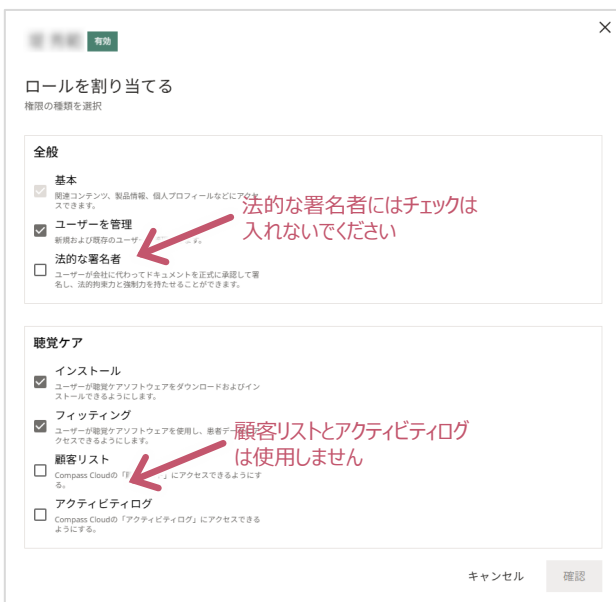 有効
ロールを割り当てる
権限の種類を選択
全般
基本
関連コンテンツ、製品情報、個人プロフィールなどにアクセ
スできます。
法的な署名者にはチェックは
入れないでください
ユーザーを管理
新規および既存のユーザー
ます。
法的な署名者
ユーザーが会社に代わってドキュメントを正式に承認して署
名し、法的拘束力と強制力を持たせることができます。
聴覚ケア
インストール
ユーザーが聴覚ケアソフトウェアをダウンロードおよびイン
ストールできるようにします。
フィッティング
ユーザーが聴覚ケアソフトウェアを使用し、患者データ
クセスできるようにします。
顧客リストとアクティビティログ
は使用しません
顧客リスト
Compass Cloudの「
」にアクセスできるようにす
る。
アクティビティログ
Compass Cloudの「アクティビティログ」にアクセスできる
ようにする。
キャンセル
確認